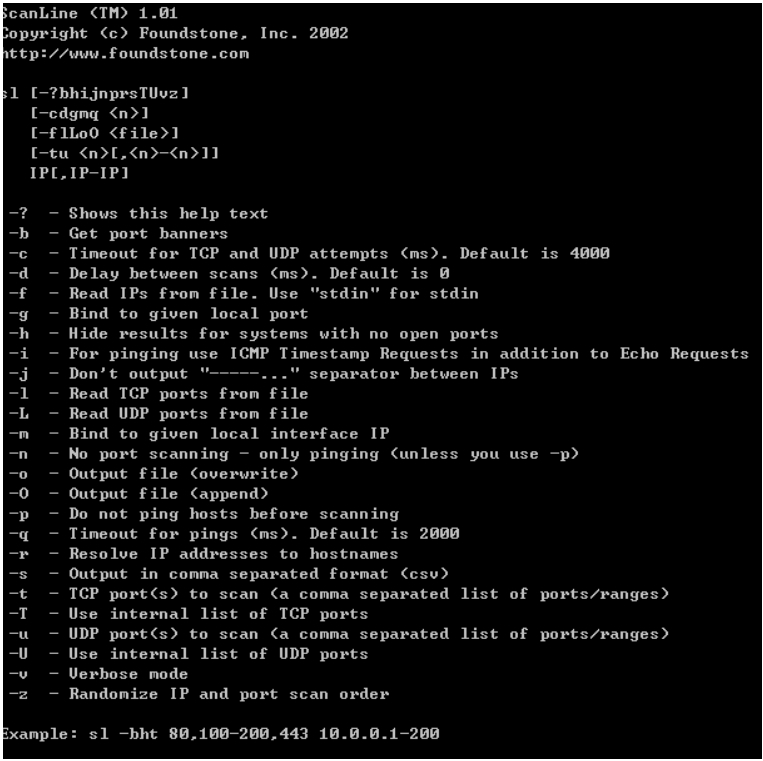 ScanLine (TM) 1.01
Copyright (c) Foundstone, Inc. 2002
http://www.foundstone.com
sl [-?bhijnprsTUvz]
[-cdgmq <n>]
[-flLoO <file>]
[-tu <n>[,<n>-<n>]]
IP[,IP-IP]
-? - Shows this help text
-b - Get port banners
-c - Timeout for TCP and UDP attempts (ms). Default is 4000
-d - Delay between scans (ms). Default is 0
-f - Read IPs from file. Use "stdin" for stdin
-g - Bind to given local port
-h - Hide results for systems with no open ports
-i - For pinging use ICMP Timestamp Requests in addition to Echo Requests
-j - Don't output "-----..." separator between IPs
-l - Read TCP ports from file
-L - Read UDP ports from file
-m - Bind to given local interface IP
-n - No port scanning - only pinging (unless you use -p)
-o - Output file (overwrite)
-O - Output file (append)
-p - Do not ping hosts before scanning
-q - Timeout for pings (ms). Default is 2000
-r - Resolve IP addresses to hostnames
-s - Output in comma separated format (csv)
-t - TCP port(s) to scan (a comma separated list of ports/ranges)
-T - Use internal list of TCP ports
-u - UDP port(s) to scan (a comma separated list of ports/ranges)
-U - Use internal list of UDP ports
-v - Verbose mode
-z - Randomize IP and port scan order
Example: sl -bht 80,100-200,443 10.0.0.1-200